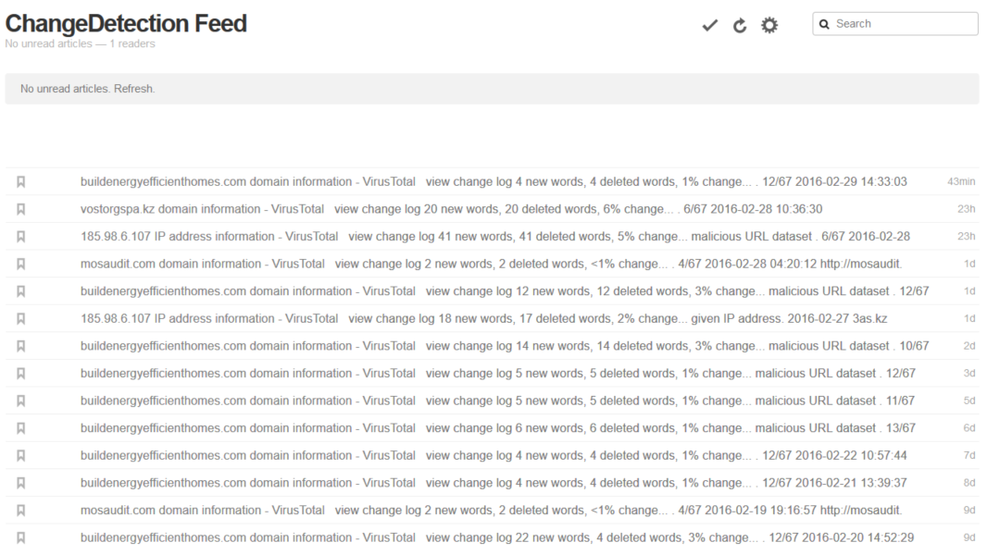 ChangeDetection Feed
Search
No unread articles — 1 readers
No unread articles. Refresh.
buildenergyefficienthomes.com domain information - VirusTotal view change log 4 new words, 4 deleted words, 1% change... . 12/67 2016-02-29 14:33:03 43min
vostorgspa.kz domain information - VirusTotal view change log 20 new words, 20 deleted words, 6% change... . 6/67 2016-02-28 10:36:30 23h
185.98.6.107 IP address information - VirusTotal view change log 41 new words, 41 deleted words, 5% change... malicious URL dataset . 6/67 2016-02-28 23h
mosaudit.com domain information - VirusTotal view change log 2 new words, 2 deleted words, <1% change... . 4/67 2016-02-28 04:20:12 http://mosaudit. 1d
buildenergyefficienthomes.com domain information - VirusTotal view change log 12 new words, 12 deleted words, 3% change... malicious URL dataset . 12/67 1d
185.98.6.107 IP address information - VirusTotal view change log 18 new words, 17 deleted words, 2% change... given IP address. 2016-02-27 3as.kz 1d
buildenergyefficienthomes.com domain information - VirusTotal view change log 14 new words, 14 deleted words, 3% change... malicious URL dataset . 10/67 2d
buildenergyefficienthomes.com domain information - VirusTotal view change log 5 new words, 5 deleted words, 1% change... malicious URL dataset . 12/67 3d
buildenergyefficienthomes.com domain information - VirusTotal view change log 5 new words, 5 deleted words, 1% change... malicious URL dataset . 11/67 5d
buildenergyefficienthomes.com domain information - VirusTotal view change log 6 new words, 6 deleted words, 1% change... malicious URL dataset . 13/67 6d
buildenergyefficienthomes.com domain information - VirusTotal view change log 4 new words, 4 deleted words, 1% change... . 12/67 2016-02-22 10:57:44 7d
buildenergyefficienthomes.com domain information - VirusTotal view change log 4 new words, 4 deleted words, 1% change... . 12/67 2016-02-21 13:39:37 8d
mosaudit.com domain information - VirusTotal view change log 2 new words, 2 deleted words, <1% change... . 4/67 2016-02-19 19:16:57 http://mosaudit. 9d
buildenergyefficienthomes.com domain information - VirusTotal view change log 22 new words, 4 deleted words, 3% change... . 12/67 2016-02-20 14:52:29 9d